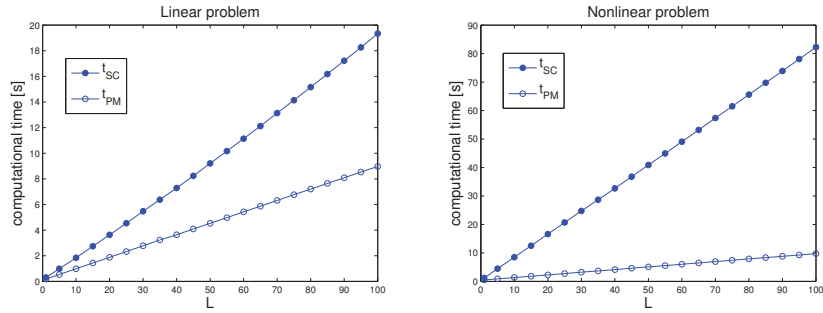 Linear problem
20
18
16
14
12
10
8
6
4
2
0
computational time [s]
t_SC
t_PM
0 10 20 30 40 50 60 70 80 90 100
L
Nonlinear problem
90
80
70
60
50
40
30
20
10
0
computational time [s]
t_SC
t_PM
0 10 20 30 40 50 60 70 80 90 100
L